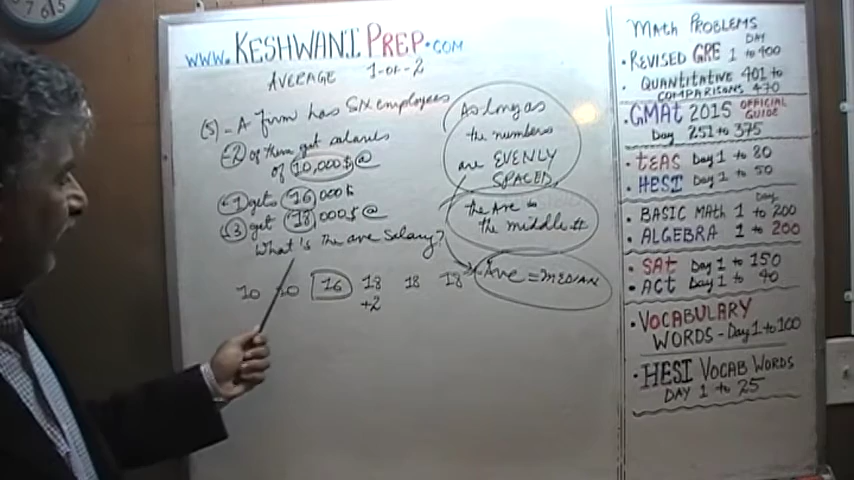 www.KESHWANI PREP.COM
AVERAGE 1-of-2
(5) - A firm has six employees
-2 of them get salaries
of 10,000$ @
-1 gets 16 000$
-3 get 18 000$ @
What is the ave salary?
10 10 16 18 18 18
+2
As long as
the numbers
are EVENLY
SPACED
the Ave is
the middle #
Ave = MEDIAN
MATH PROBLEMS
DAY
• REVISED GRE 1 to 400
• QUANTITATIVE 401 to
COMPARISONS 470
• GMAT 2015 OFFICIAL
GUIDE
Day 251 to 375
• TEAS Day 1 to 80
• HESI Day 1 to 50
Day
• BASIC MATH 1 to 200
• ALGEBRA 1 to 200
• SAT Day 1 to 150
• ACT Day 1 to 90
• VOCABULARY
WORDS - Day 1 to 100
• HESI VOCAB WORDS
DAY 1 to 25
7 6 5